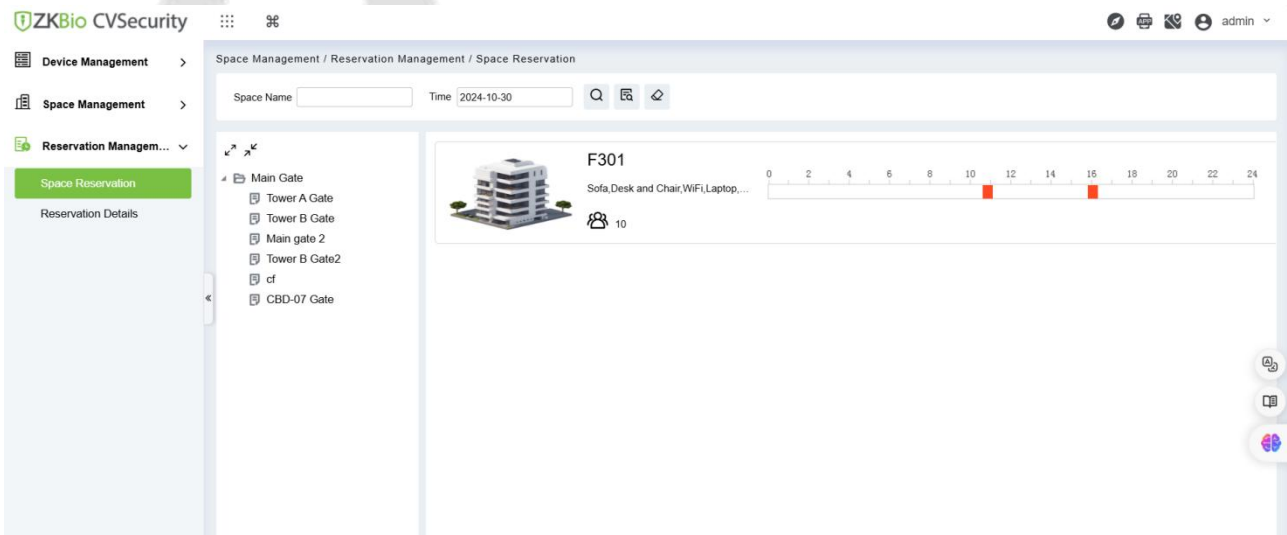 ZKBio CVSecurity
admin
Device Management
Space Management
Reservation Managem...
Space Reservation
Reservation Details
Space Management / Reservation Management / Space Reservation
Space Name
Time 2024-10-30
Main Gate
Tower A Gate
Tower B Gate
Main gate 2
Tower B Gate2
cf
CBD-07 Gate
F301
Sofa,Desk and Chair,WiFi,Laptop,...
10
0 2 4 6 8 10 12 14 16 18 20 22 24